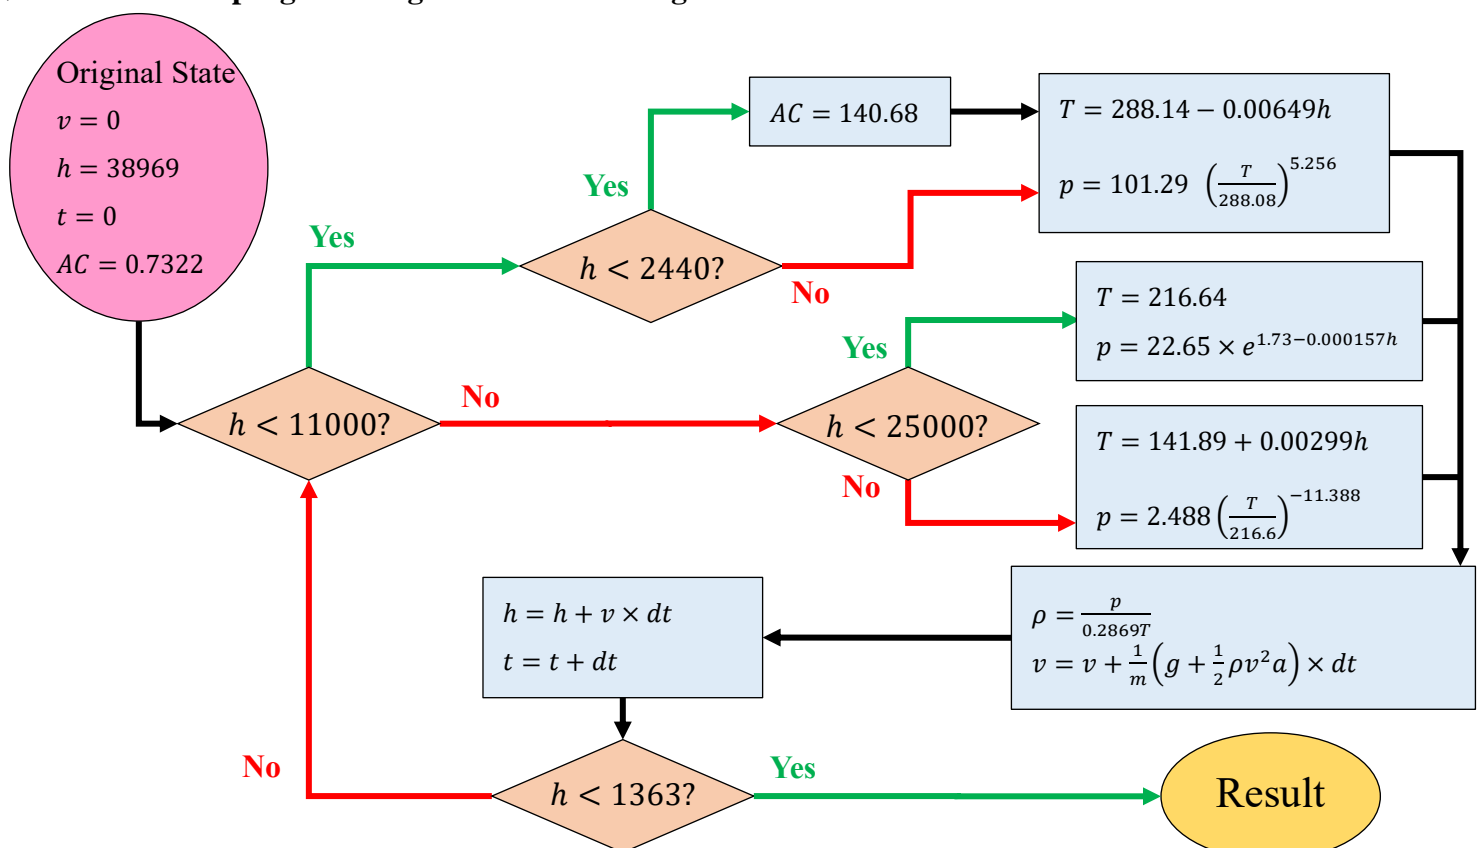 Original State
v = 0
h = 38969
t = 0
AC = 0.7322
Yes
Yes
AC = 140.68
T = 288.14 − 0.00649h
p = 101.29 (T/288.08)^5.256
h < 2440?
No
T = 216.64
p = 22.65 × e^1.73−0.000157h
Yes
h < 11000?
No
h < 25000?
No
T = 141.89 + 0.00299h
p = 2.488 (T/216.6)^−11.388
h = h + v × dt
t = t + dt
ρ = p/0.2869T
v = v + 1/m (g + 1/2 ρv²a) × dt
No
h < 1363?
Yes
Result